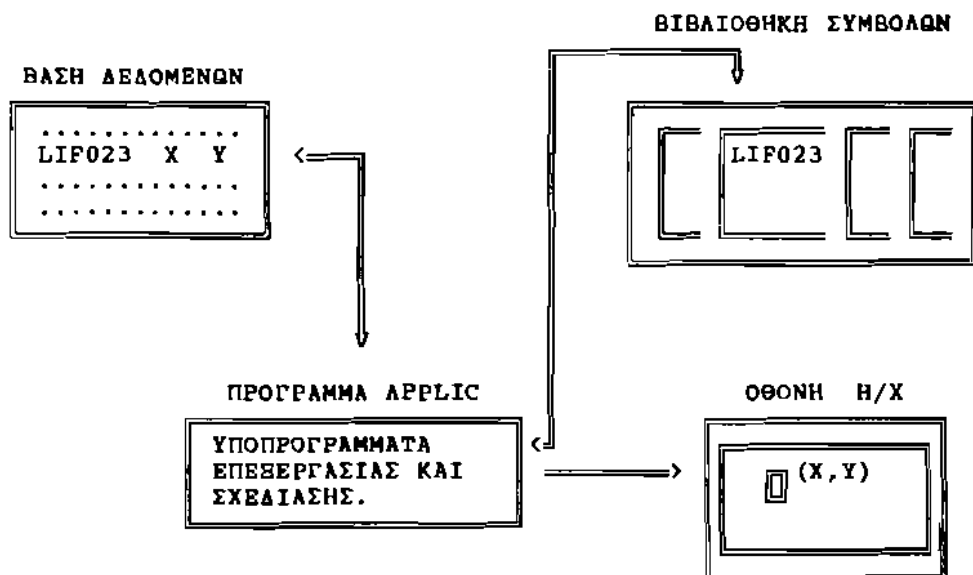 ΒΙΒΛΙΟΘΗΚΗ ΣΥΜΒΟΛΩΝ
ΒΑΣΗ ΔΕΔΟΜΕΝΩΝ
. . . . . . . . . . . . .
LIF023 X Y
. . . . . . . . . . . . .
. . . . . . . . . . . . .
LIF023
ΠΡΟΓΡΑΜΜΑ APPLIC
ΥΠΟΠΡΟΓΡΑΜΜΑΤΑ
ΕΠΕΞΕΡΓΑΣΙΑΣ ΚΑΙ
ΣΧΕΔΙΑΣΗΣ.
ΟΘΟΝΗ Η/Χ
(X,Y)